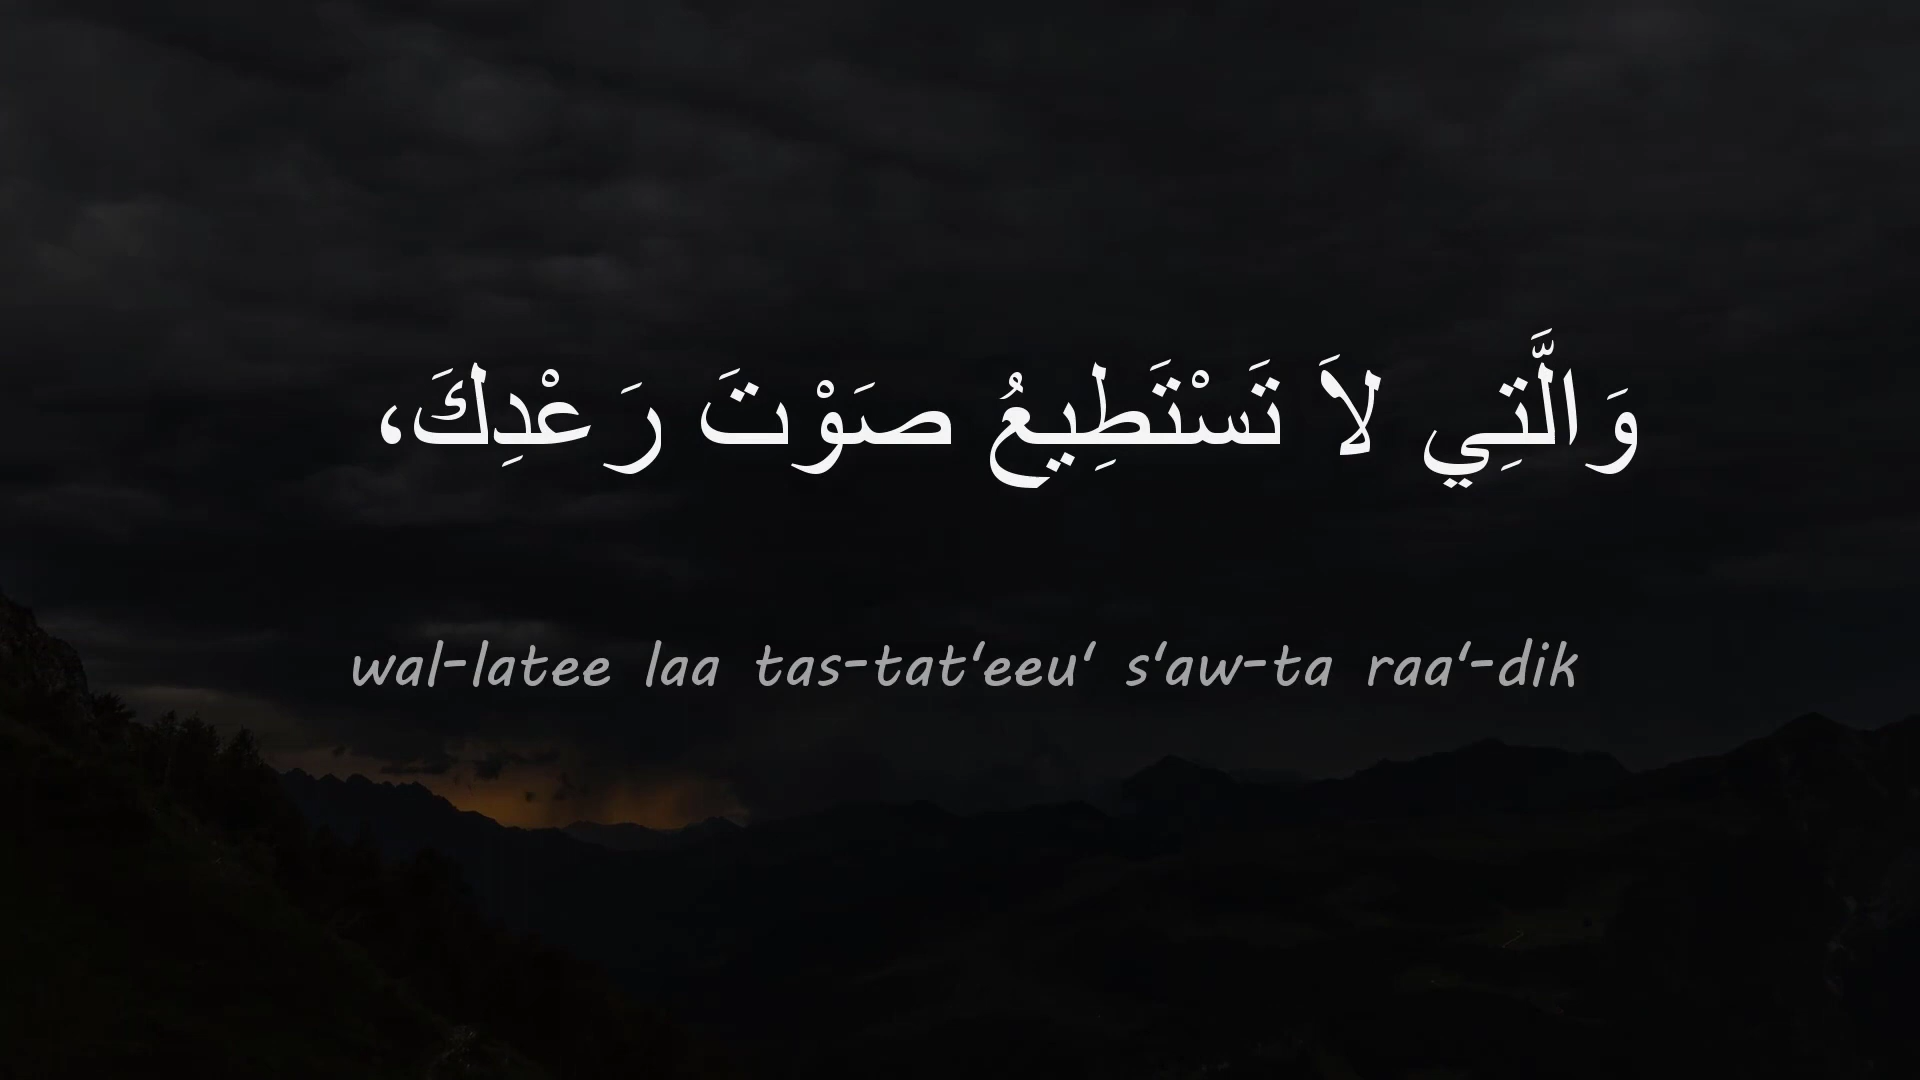 وَالَّتِي لاَ تَسْتَطِيعُ صَوْتَ رَعْدِكَ،
wal-latee laa tas-tat‘eeu‘ s‘aw-ta raa‘-dik